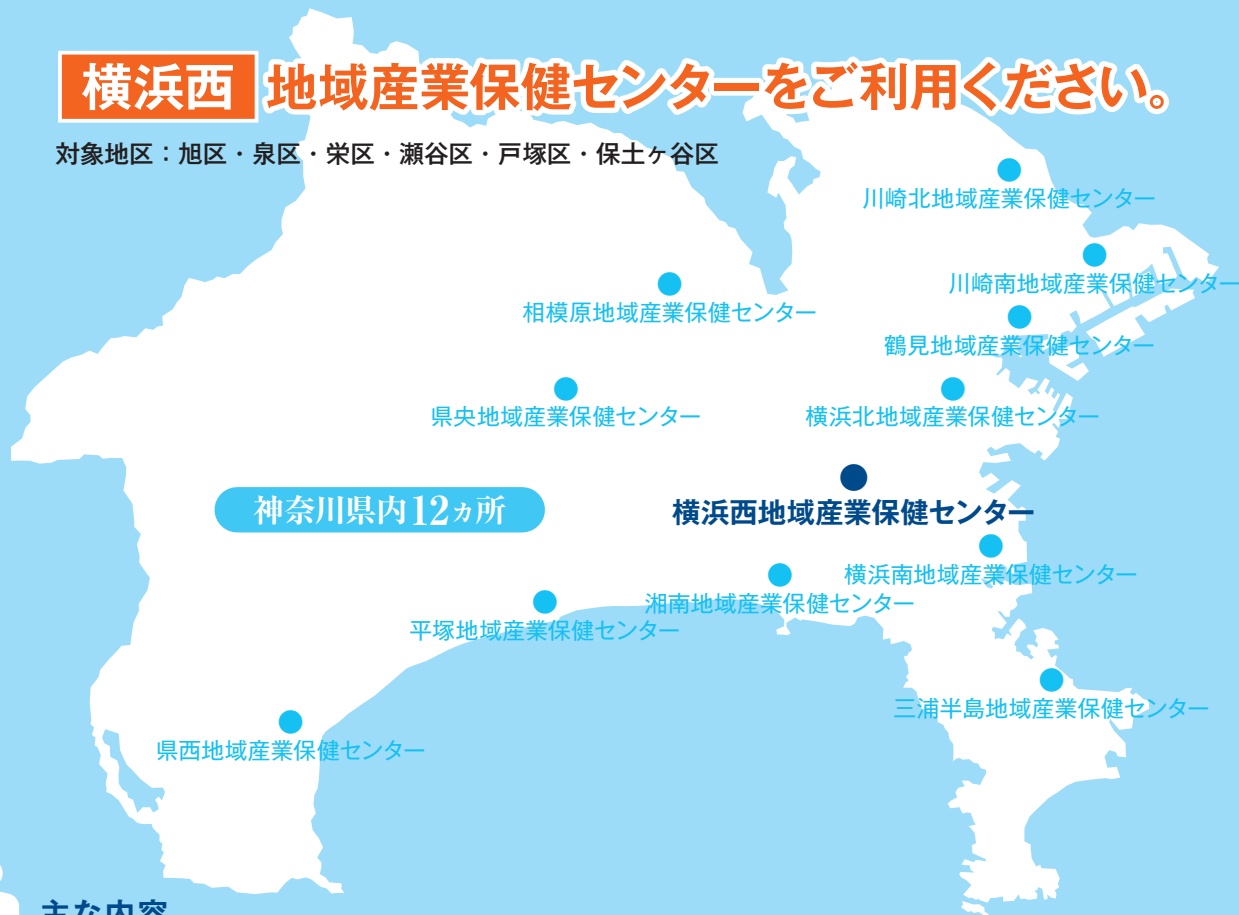 横浜西 地域産業保健センターをご利用ください。
対象地区：旭区・泉区・栄区・瀬谷区・戸塚区・保土ヶ谷区
川崎北地域産業保健センター
川崎南地域産業保健センター
相模原地域産業保健センター
鶴見地域産業保健センター
県央地域産業保健センター
横浜北地域産業保健センター
神奈川県内12ヵ所
横浜西地域産業保健センター
横浜南地域産業保健センター
湘南地域産業保健センター
平塚地域産業保健センター
三浦半島地域産業保健センター
県西地域産業保健センター
主な内容